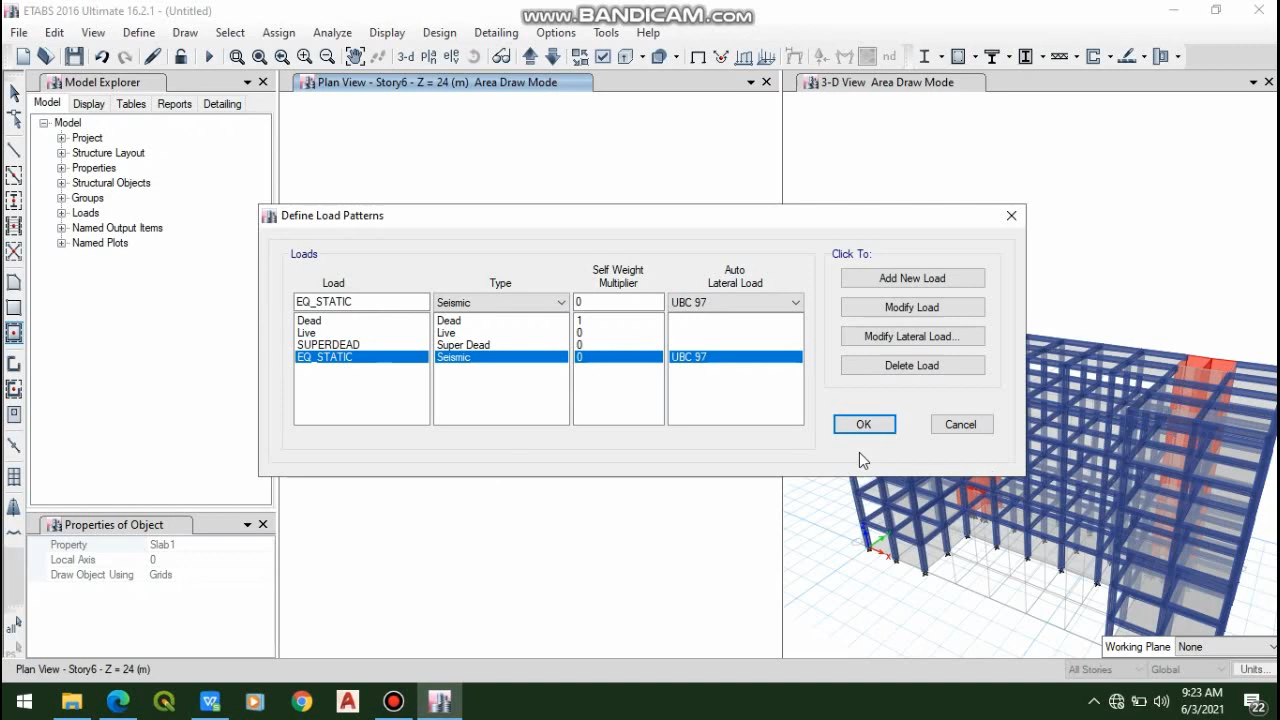 ETABS 2016 Ultimate 16.2.1 - (Untitled)
www.BANDICAM.com
File Edit View Define Draw Select Assign Analyze Display Design Detailing Options Tools Help
3-d
nd
Model Explorer
Plan View - Story6 - Z = 24 (m) Area Draw Mode
3-D View Area Draw Mode
Model Display Tables Reports Detailing
Model
Project
Structure Layout
Properties
Structural Objects
Groups
Loads
Named Output Items
Named Plots
Define Load Patterns
Loads
Click To:
Load Type Self Weight Multiplier Auto Lateral Load
EQ_STATIC Seismic 0 UBC 97
Dead Dead 1
Live Live 0
SUPERDEAD Super Dead 0
EQ_STATIC Seismic 0 UBC 97
Add New Load
Modify Load
Modify Lateral Load...
Delete Load
OK Cancel
Properties of Object
Property Slab1
Local Axis 0
Draw Object Using Grids
all
X
Working Plane None
Plan View - Story6 - Z = 24 (m)
All Stories Global Units...
9:23 AM
6/3/2021
22